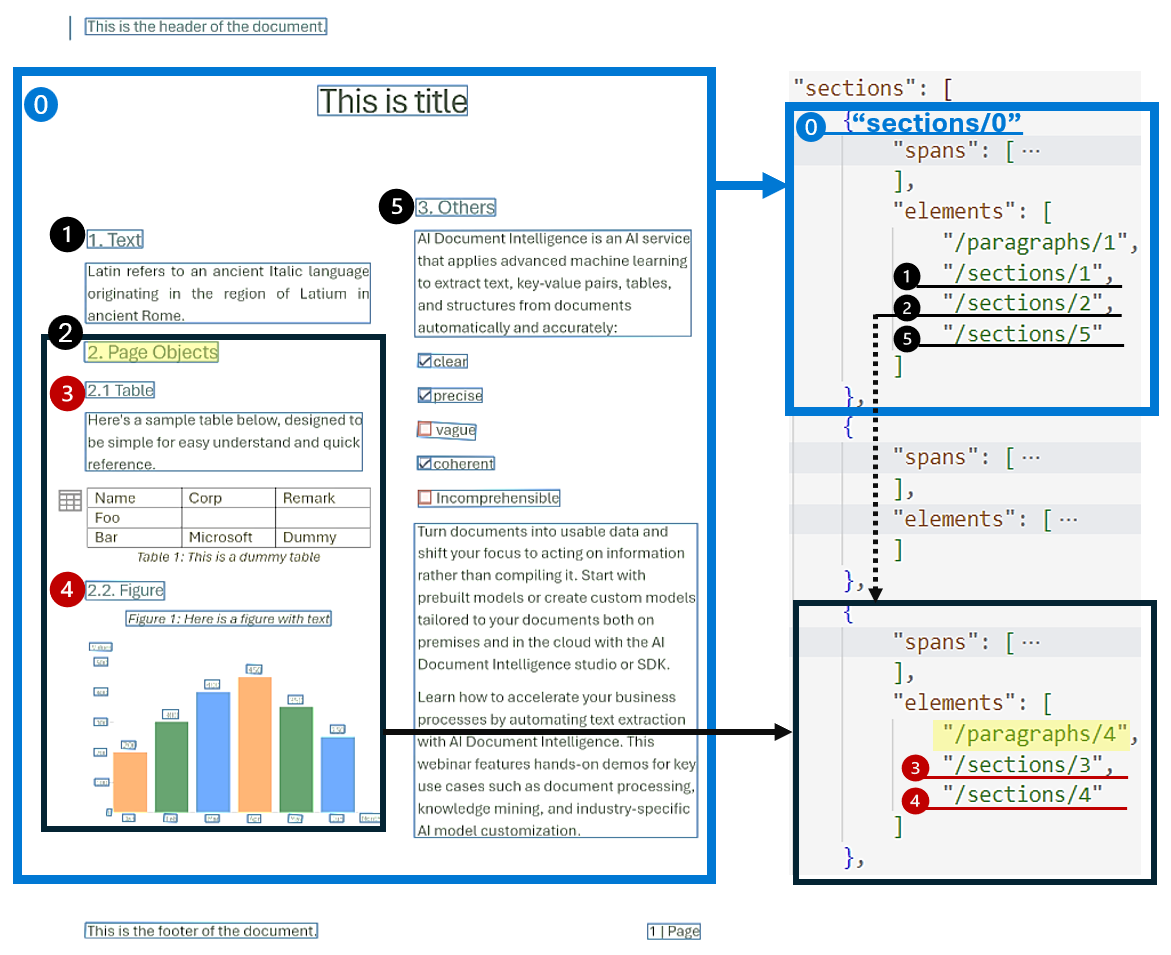 This is the header of the document.
0
This is title
1
1. Text
Latin refers to an ancient Italic language
originating in the region of Latium in
ancient Rome.
2
2. Page Objects
3
2.1 Table
Here's a sample table below, designed to
be simple for easy understand and quick
reference.
Name Corp Remark
Foo
Bar Microsoft Dummy
Table 1: This is a dummy table
4
2.2. Figure
Figure 1: Here is a figure with text
5
3. Others
AI Document Intelligence is an AI service
that applies advanced machine learning
to extract text, key-value pairs, tables,
and structures from documents
automatically and accurately:
clear
precise
vague
coherent
Incomprehensible
Turn documents into usable data and
shift your focus to acting on information
rather than compiling it. Start with
prebuilt models or create custom models
tailored to your documents both on
premises and in the cloud with the AI
Document Intelligence studio or SDK.
Learn how to accelerate your business
processes by automating text extraction
with AI Document Intelligence. This
webinar features hands-on demos for key
use cases such as document processing,
knowledge mining, and industry-specific
AI model customization.
This is the footer of the document.
1 | Page
"sections": [
0 {“sections/0”
"spans": [ ···
],
"elements": [
"/paragraphs/1",
1 "/sections/1",
2 "/sections/2",
5 "/sections/5"
]
},
{
"spans": [ ···
],
"elements": [ ···
]
},
{
"spans": [ ···
],
"elements": [
"/paragraphs/4",
3 "/sections/3",
4 "/sections/4"
]
},